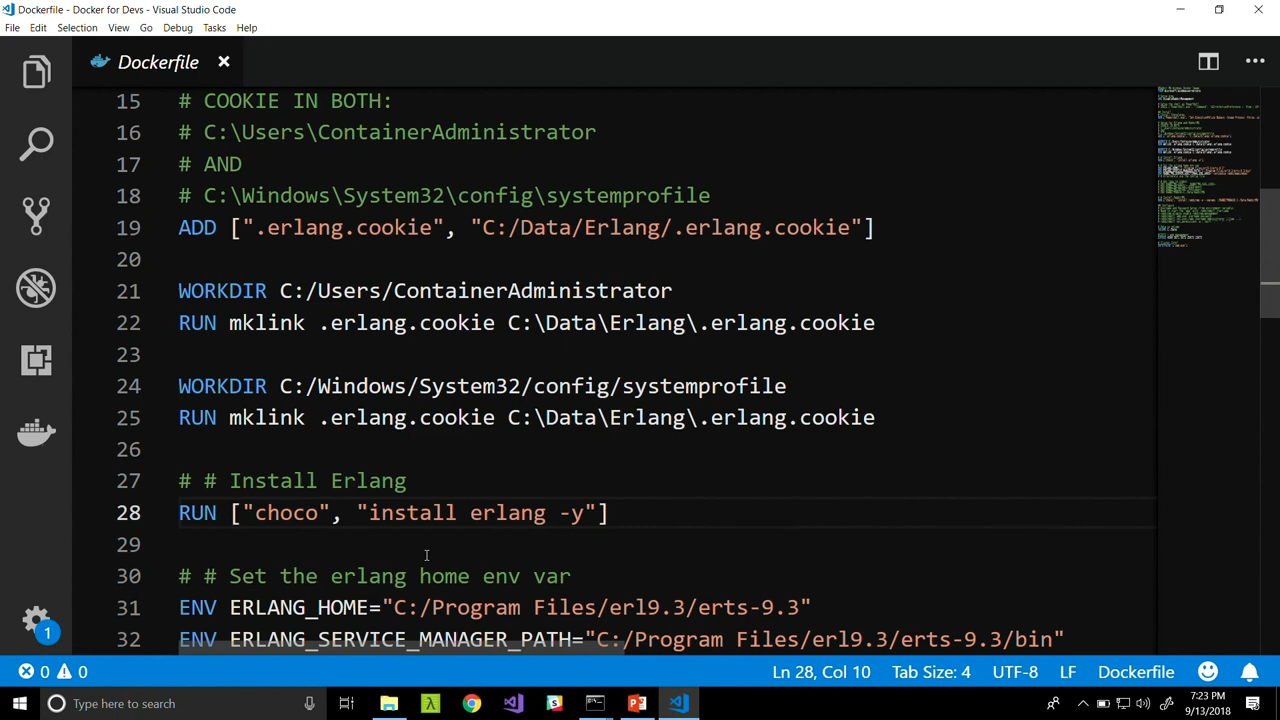 Dockerfile - Docker for Devs - Visual Studio Code
File Edit Selection View Go Debug Tasks Help
Dockerfile
15 # COOKIE IN BOTH:
16 # C:\Users\ContainerAdministrator
17 # AND
18 # C:\Windows\System32\config\systemprofile
19 ADD [".erlang.cookie", "C:/Data/Erlang/.erlang.cookie"]
20
21 WORKDIR C:/Users/ContainerAdministrator
22 RUN mklink .erlang.cookie C:\Data\Erlang\.erlang.cookie
23
24 WORKDIR C:/Windows/System32/config/systemprofile
25 RUN mklink .erlang.cookie C:\Data\Erlang\.erlang.cookie
26
27 # # Install Erlang
28 RUN ["choco", "install erlang -y"]
29
30 # # Set the erlang home env var
31 ENV ERLANG_HOME="C:/Program Files/erl9.3/erts-9.3"
32 ENV ERLANG_SERVICE_MANAGER_PATH="C:/Program Files/erl9.3/erts-9.3/bin"
1
0 0 Ln 28, Col 10 Tab Size: 4 UTF-8 LF Dockerfile
Type here to search
7:23 PM
9/13/2018